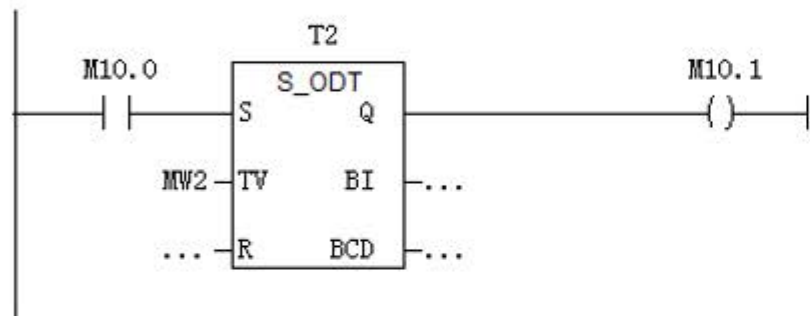 T2
M10.0 M10.1
S_ODT
S Q
MW2 TV BI ...
... R BCD ...